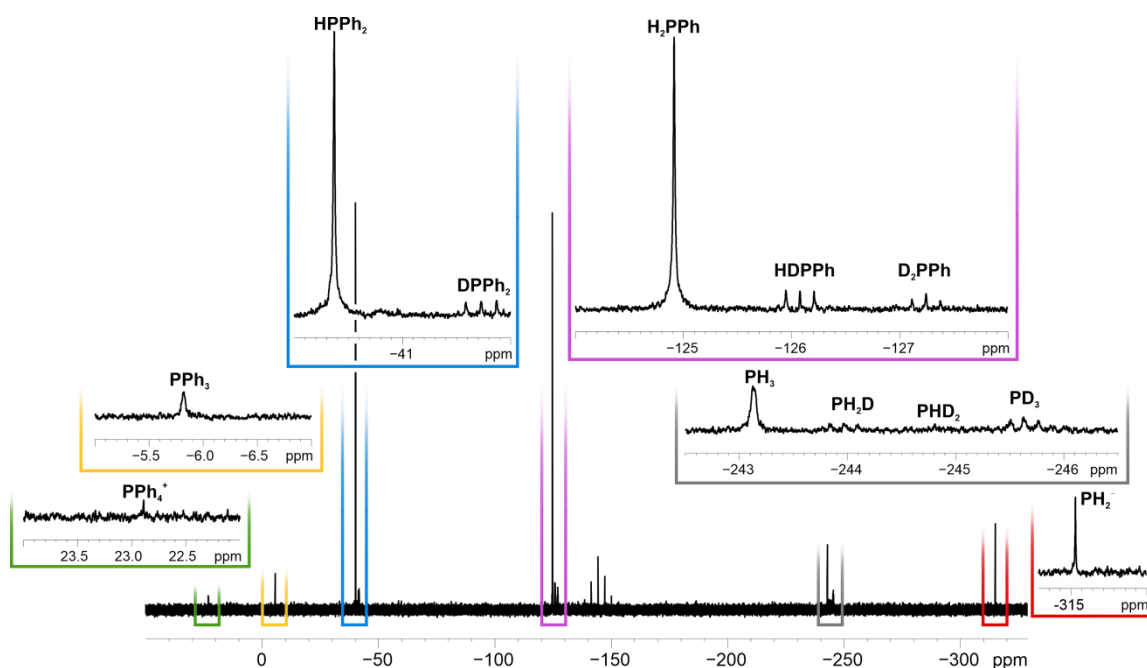 HPPh₂
DPPh₂
−41 ppm
H₂PPh
HDPPh
D₂PPh
−125 −126 −127 ppm
PPh₃
−5.5 −6.0 −6.5 ppm
PH₃
PH₂D
PHD₂
PD₃
−243 −244 −245 −246 ppm
PPh₄⁺
23.5 23.0 22.5 ppm
PH₂⁻
-315 ppm
0 −50 −100 −150 −200 −250 −300 ppm